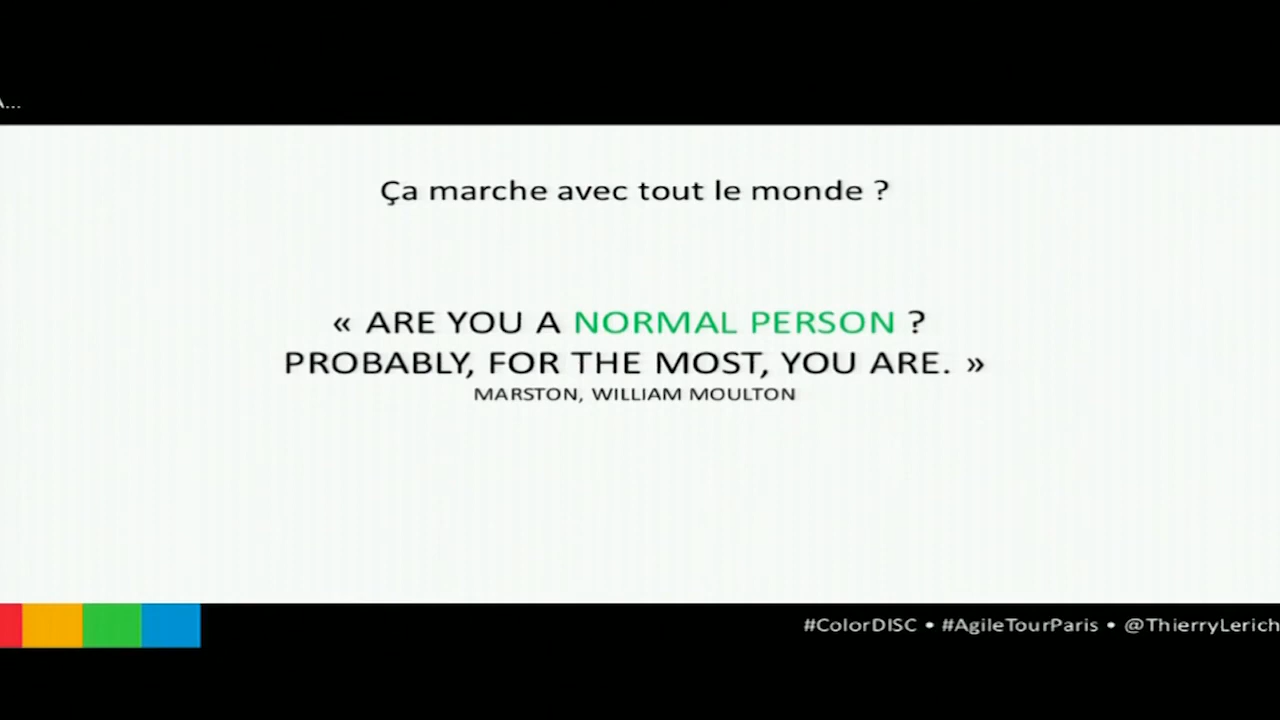 A...
Ça marche avec tout le monde ?
« ARE YOU A NORMAL PERSON ?
PROBABLY, FOR THE MOST, YOU ARE. »
MARSTON, WILLIAM MOULTON
#ColorDISC • #AgileTourParis • @ThierryLerich